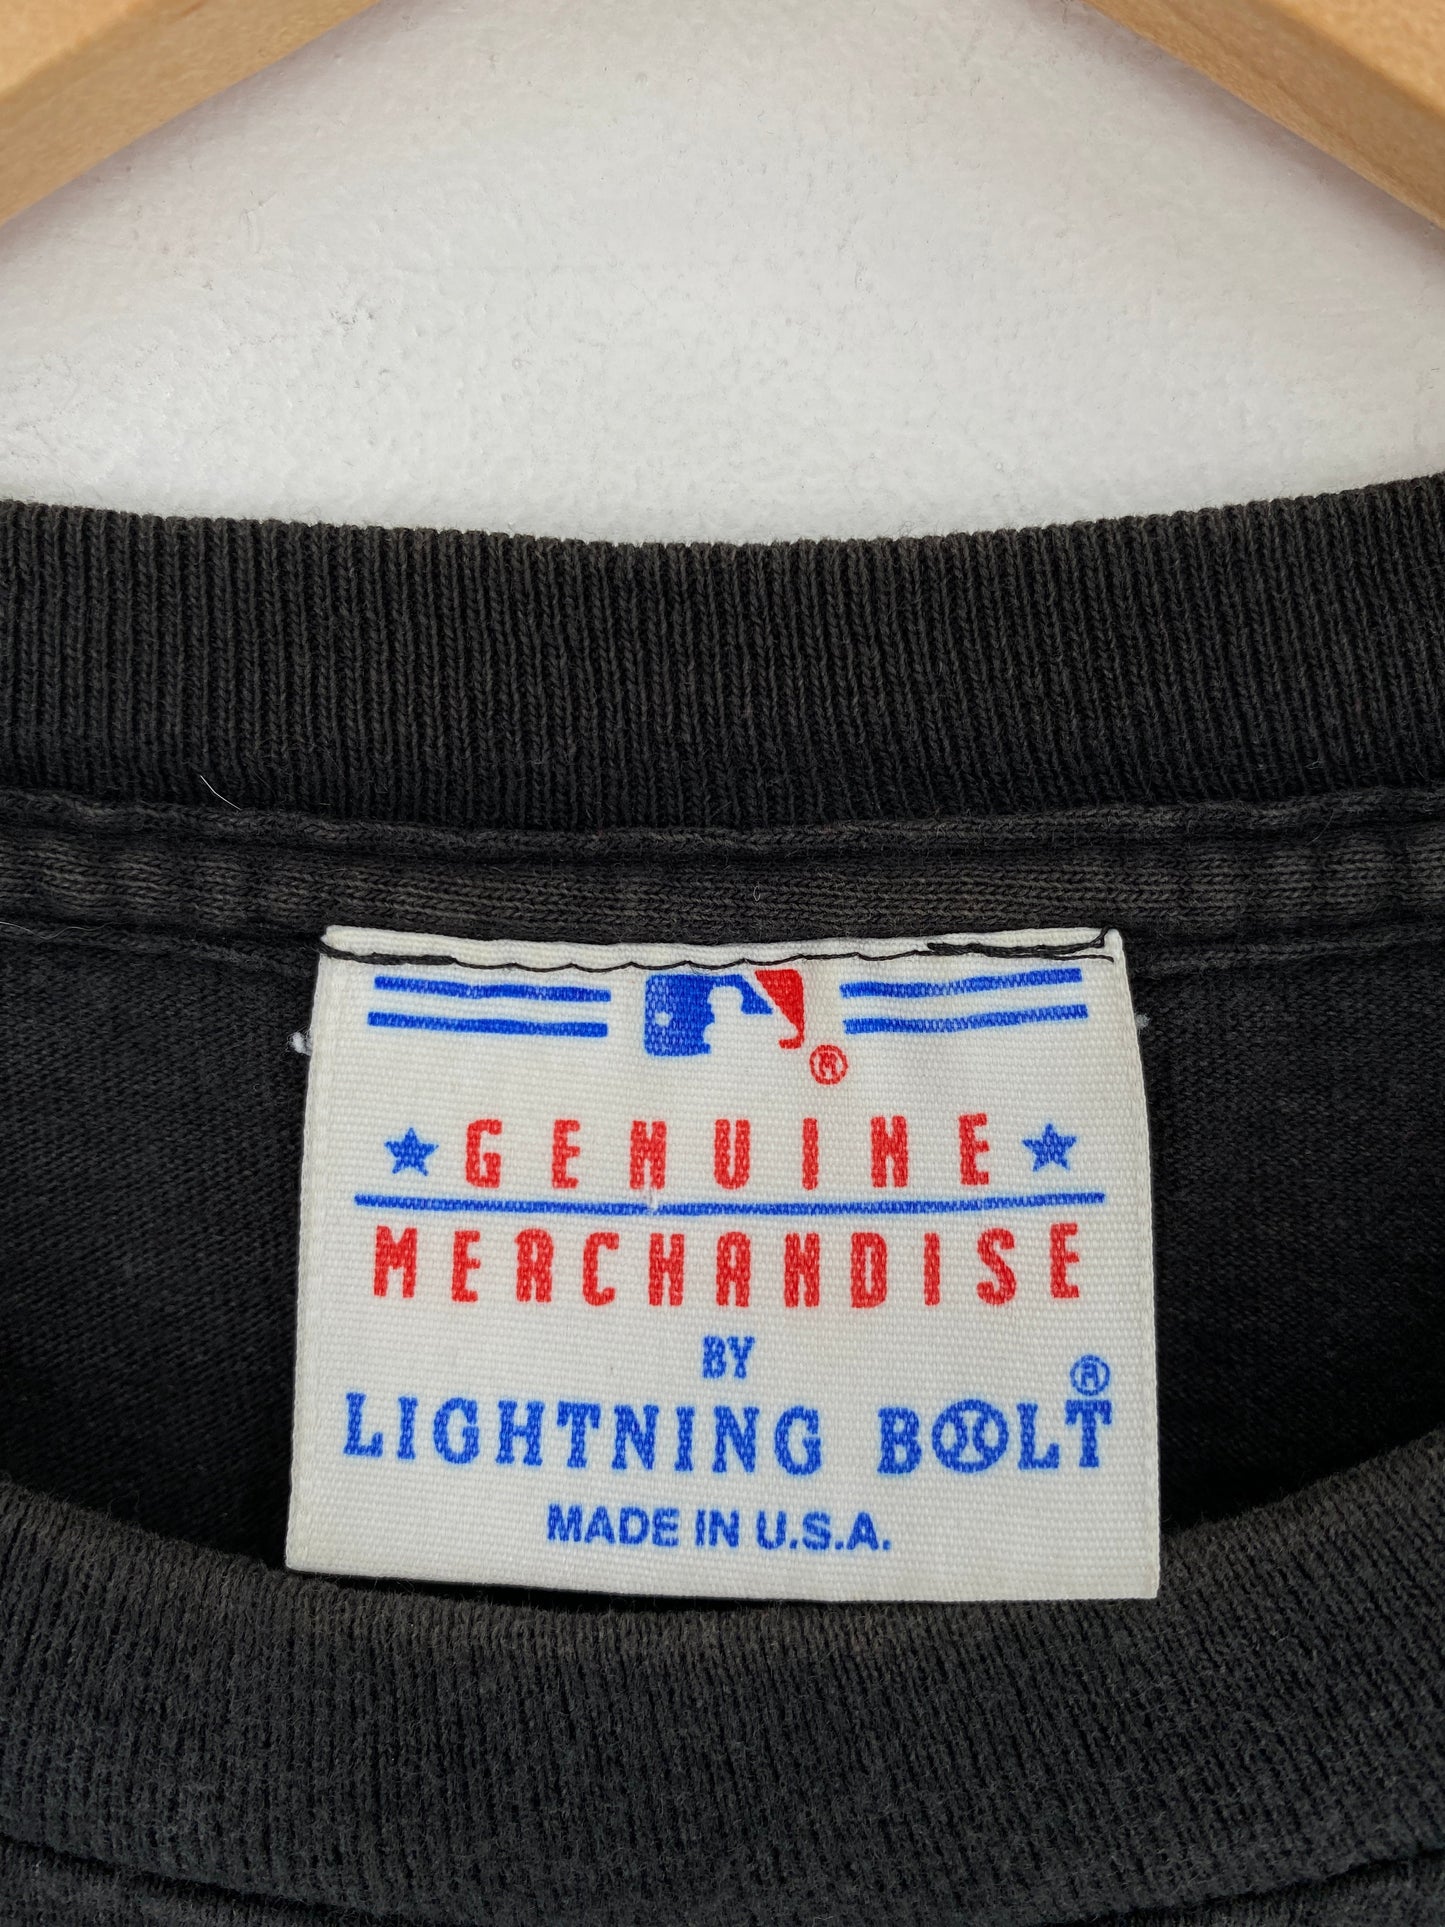 ®
GENUINE
MERCHANDISE
BY
LIGHTNING BOLT®
MADE IN U.S.A.